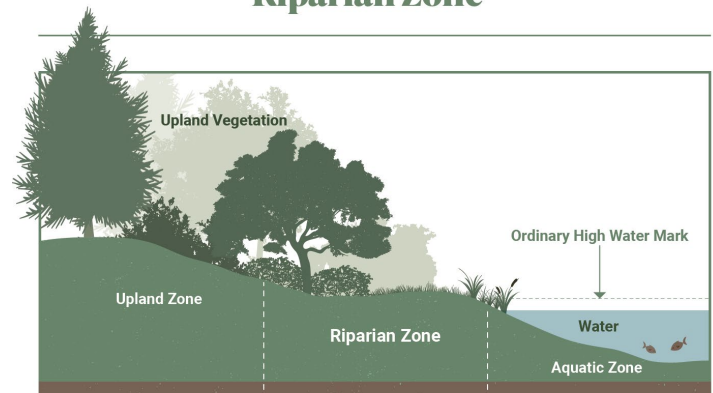 Riparian Zone
Upland Vegetation
Ordinary High Water Mark
Upland Zone
Water
Riparian Zone
Aquatic Zone